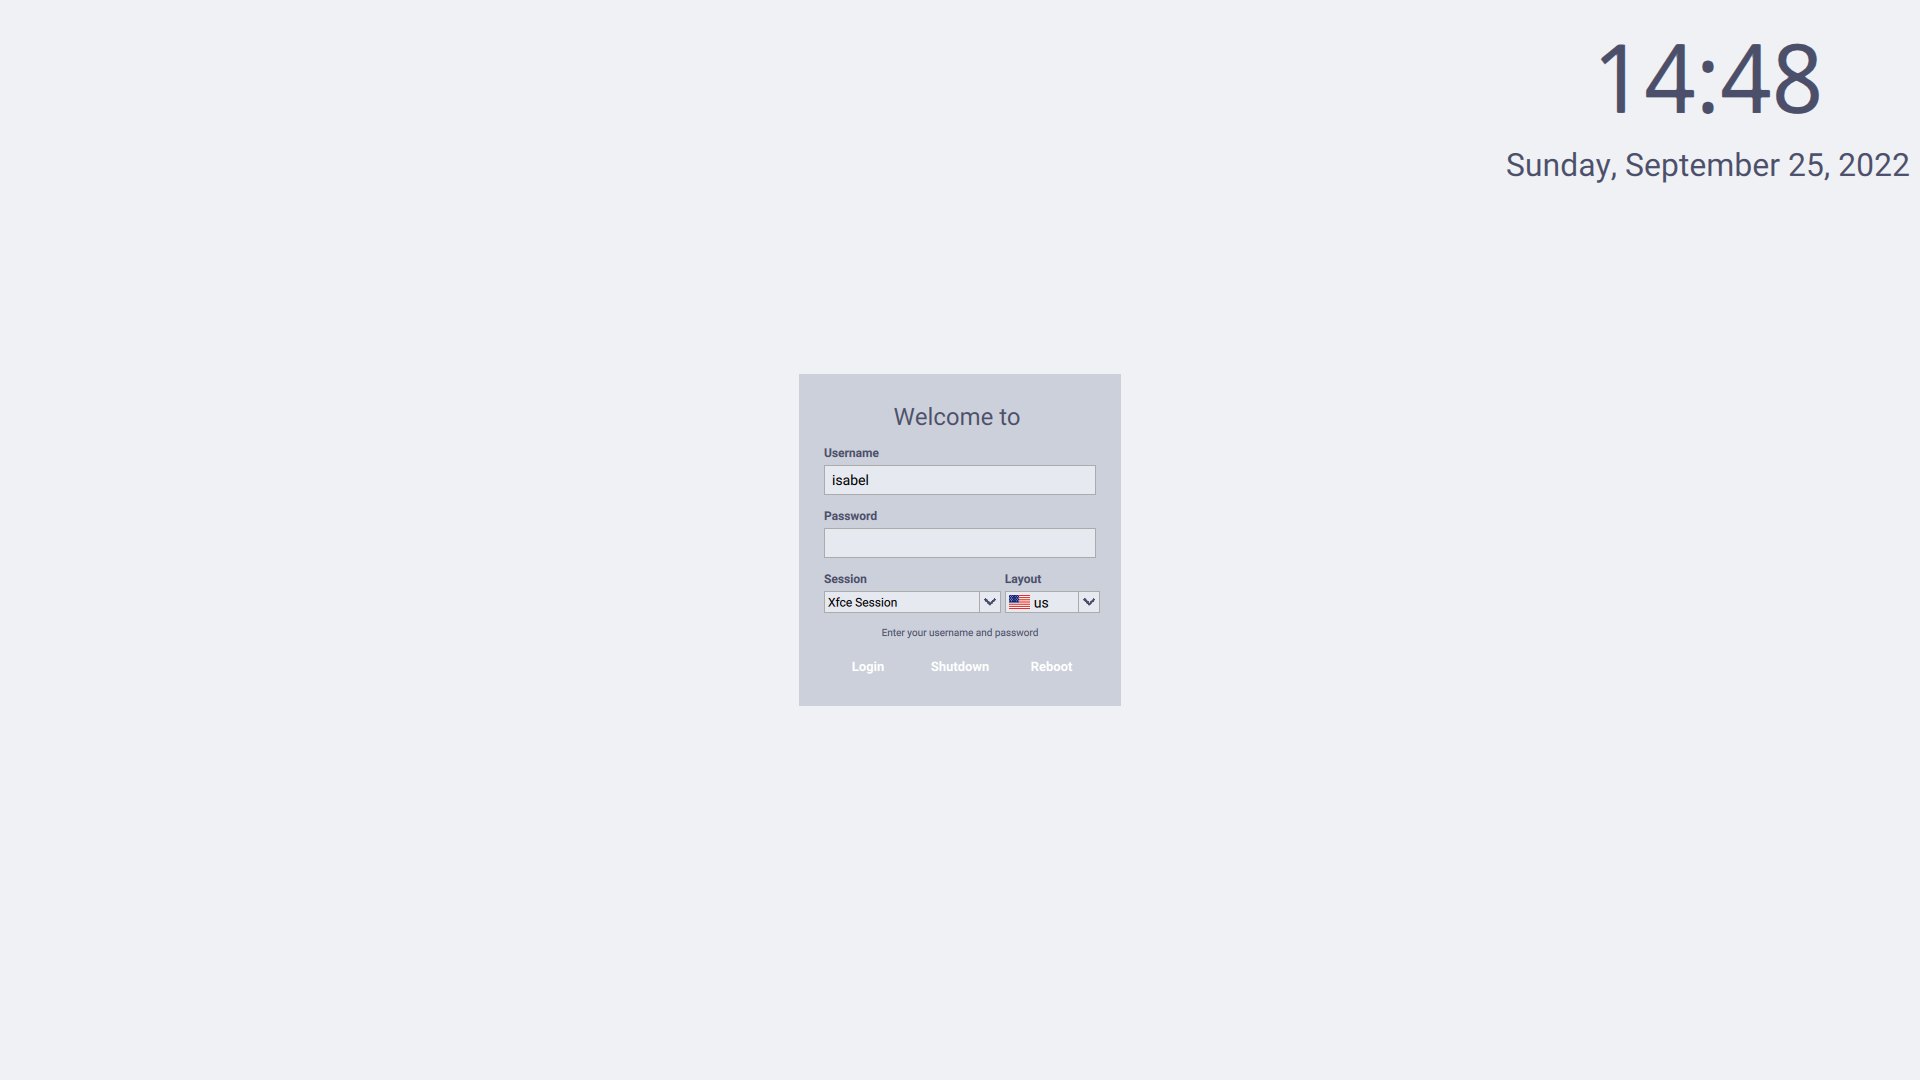 14:48
Sunday, September 25, 2022
Welcome to
Username
isabel
Password
Session Layout
Xfce Session us
Enter your username and password
Login Shutdown Reboot